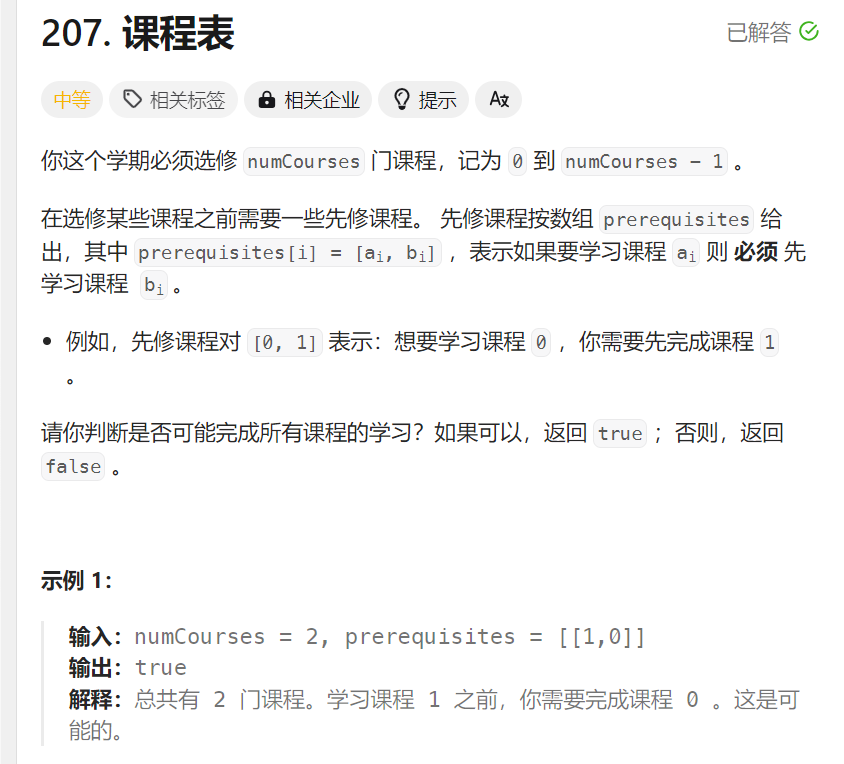 207. 课程表
已解答
中等
相关标签
相关企业
提示
你这个学期必须选修 numCourses 门课程，记为 0 到 numCourses - 1 。
在选修某些课程之前需要一些先修课程。 先修课程按数组 prerequisites 给
出，其中 prerequisites[i] = [ai, bi] ，表示如果要学习课程 ai 则 必须 先
学习课程 bi 。
例如，先修课程对 [0, 1] 表示：想要学习课程 0 ，你需要先完成课程 1
。
请你判断是否可能完成所有课程的学习？如果可以，返回 true ；否则，返回
false 。
示例 1：
输入：numCourses = 2, prerequisites = [[1,0]]
输出：true
解释：总共有 2 门课程。学习课程 1 之前，你需要完成课程 0 。这是可
能的。